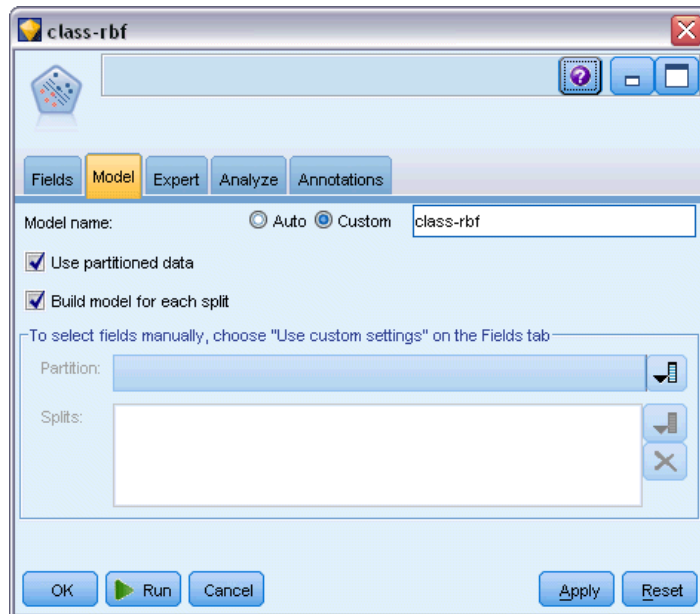 class-rbf
Fields Model Expert Analyze Annotations
Model name: Auto Custom class-rbf
Use partitioned data
Build model for each split
To select fields manually, choose "Use custom settings" on the Fields tab
Partition:
Splits:
OK Run Cancel Apply Reset